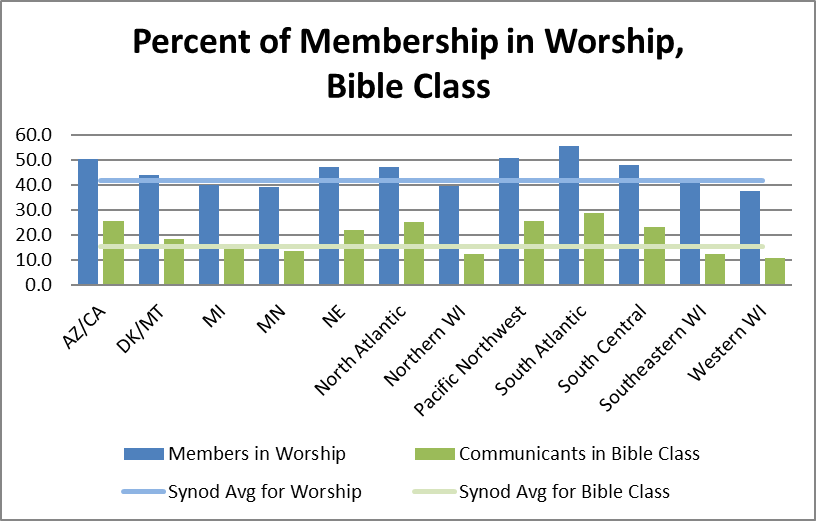 Percent of Membership in Worship,
Bible Class
60.0
50.0
40.0
30.0
20.0
10.0
0.0
AZ/CA
DK/MT
MI
MN
NE
North Atlantic
Northern WI
Pacific Northwest
South Atlantic
South Central
Southeastern WI
Western WI
Members in Worship
Communicants in Bible Class
Synod Avg for Worship
Synod Avg for Bible Class